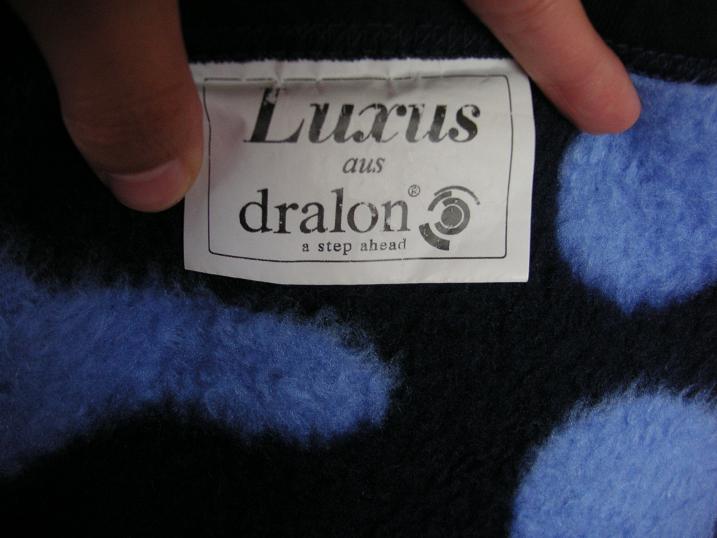 Luxus
aus
dralon®
a step ahead